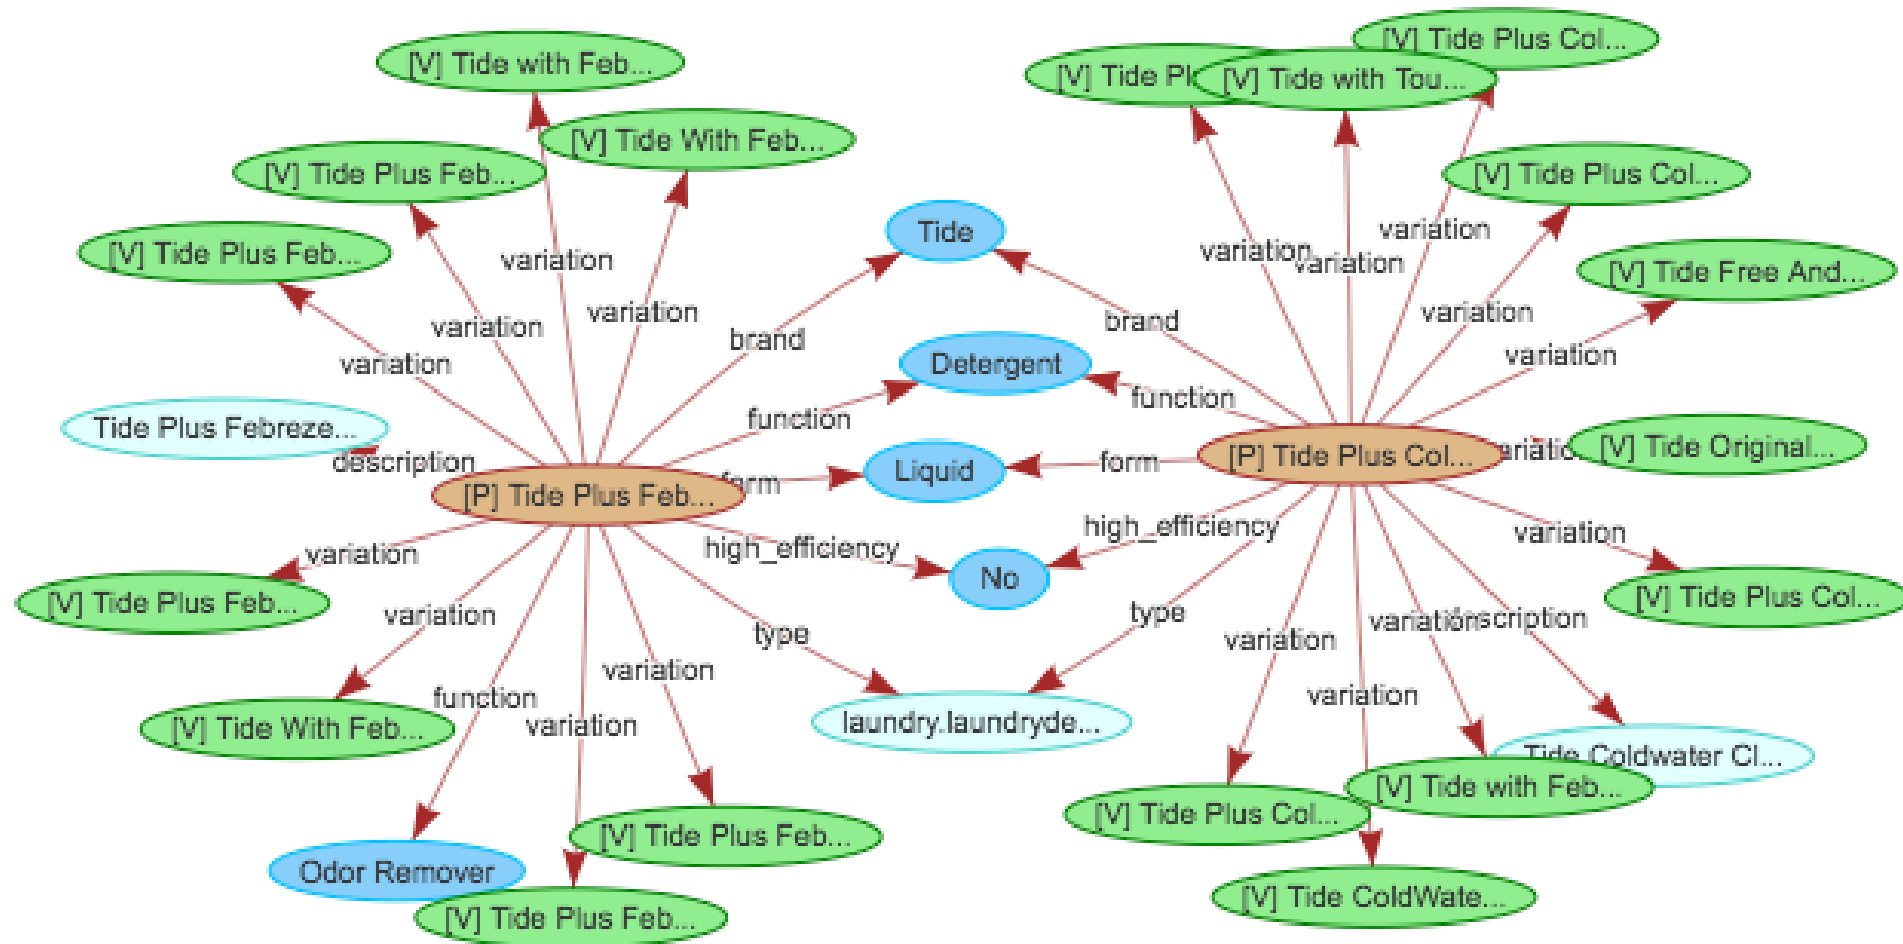 [V] Tide Plus Col...
[V] Tide with Feb...
[V] Tide Pl
[V] Tide with Tou...
[V] Tide With Feb...
[V] Tide Plus Feb...
[V] Tide Plus Col...
Tide
variation
[V] Tide Plus Feb...
variation
variation
variation
variation
[V] Tide Free And...
variation
variation
variation
brand
brand
variation
variation
variation
Detergent
function
function
Tide Plus Febreze...
description
[V] Tide Original...
[P] Tide Plus Col...
form
Liquid
[P] Tide Plus Feb...
high_efficiency
high_efficiency
variation
variation
No
[V] Tide Plus Feb...
[V] Tide Plus Col...
variation
type
type
variation
variation
variation
function
variation
variation
[V] Tide With Feb...
laundry.laundryde...
Tide Coldwater Cl...
[V] Tide with Feb...
[V] Tide Plus Col...
[V] Tide Plus Feb...
Odor Remover
[V] Tide ColdWate...
[V] Tide Plus Feb...